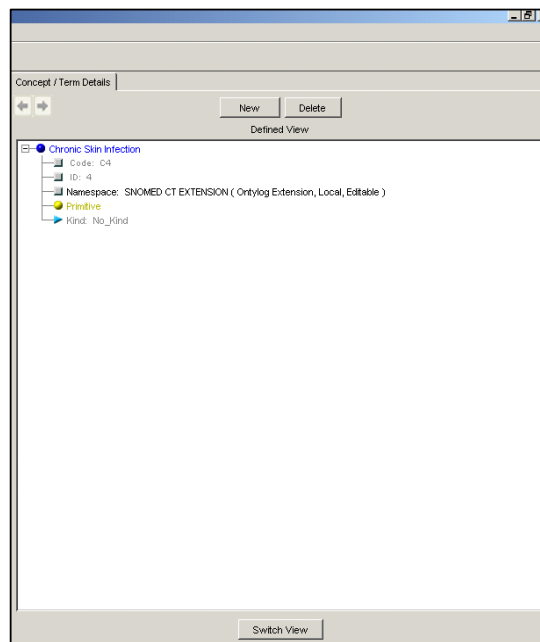 Concept / Term Details
New Delete
Defined View
Chronic Skin Infection
Code: C4
ID: 4
Namespace: SNOMED CT EXTENSION ( Ontylog Extension, Local, Editable )
Primitive
Kind: No_Kind
Switch View